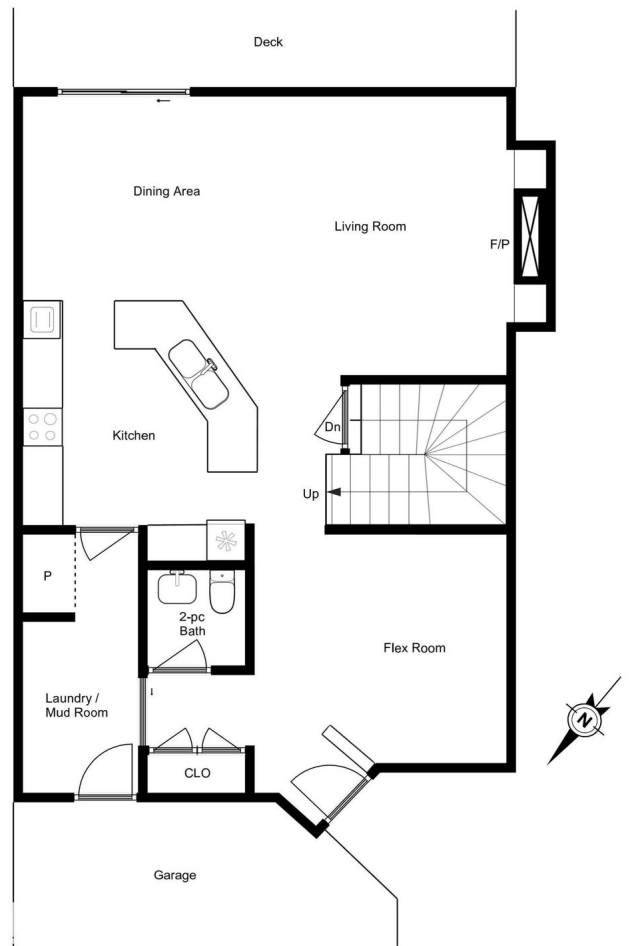 Deck
Dining Area
Living Room
F/P
Kitchen
Dn
Up
P
2-pc
Bath
Flex Room
Laundry /
Mud Room
N
CLO
Garage